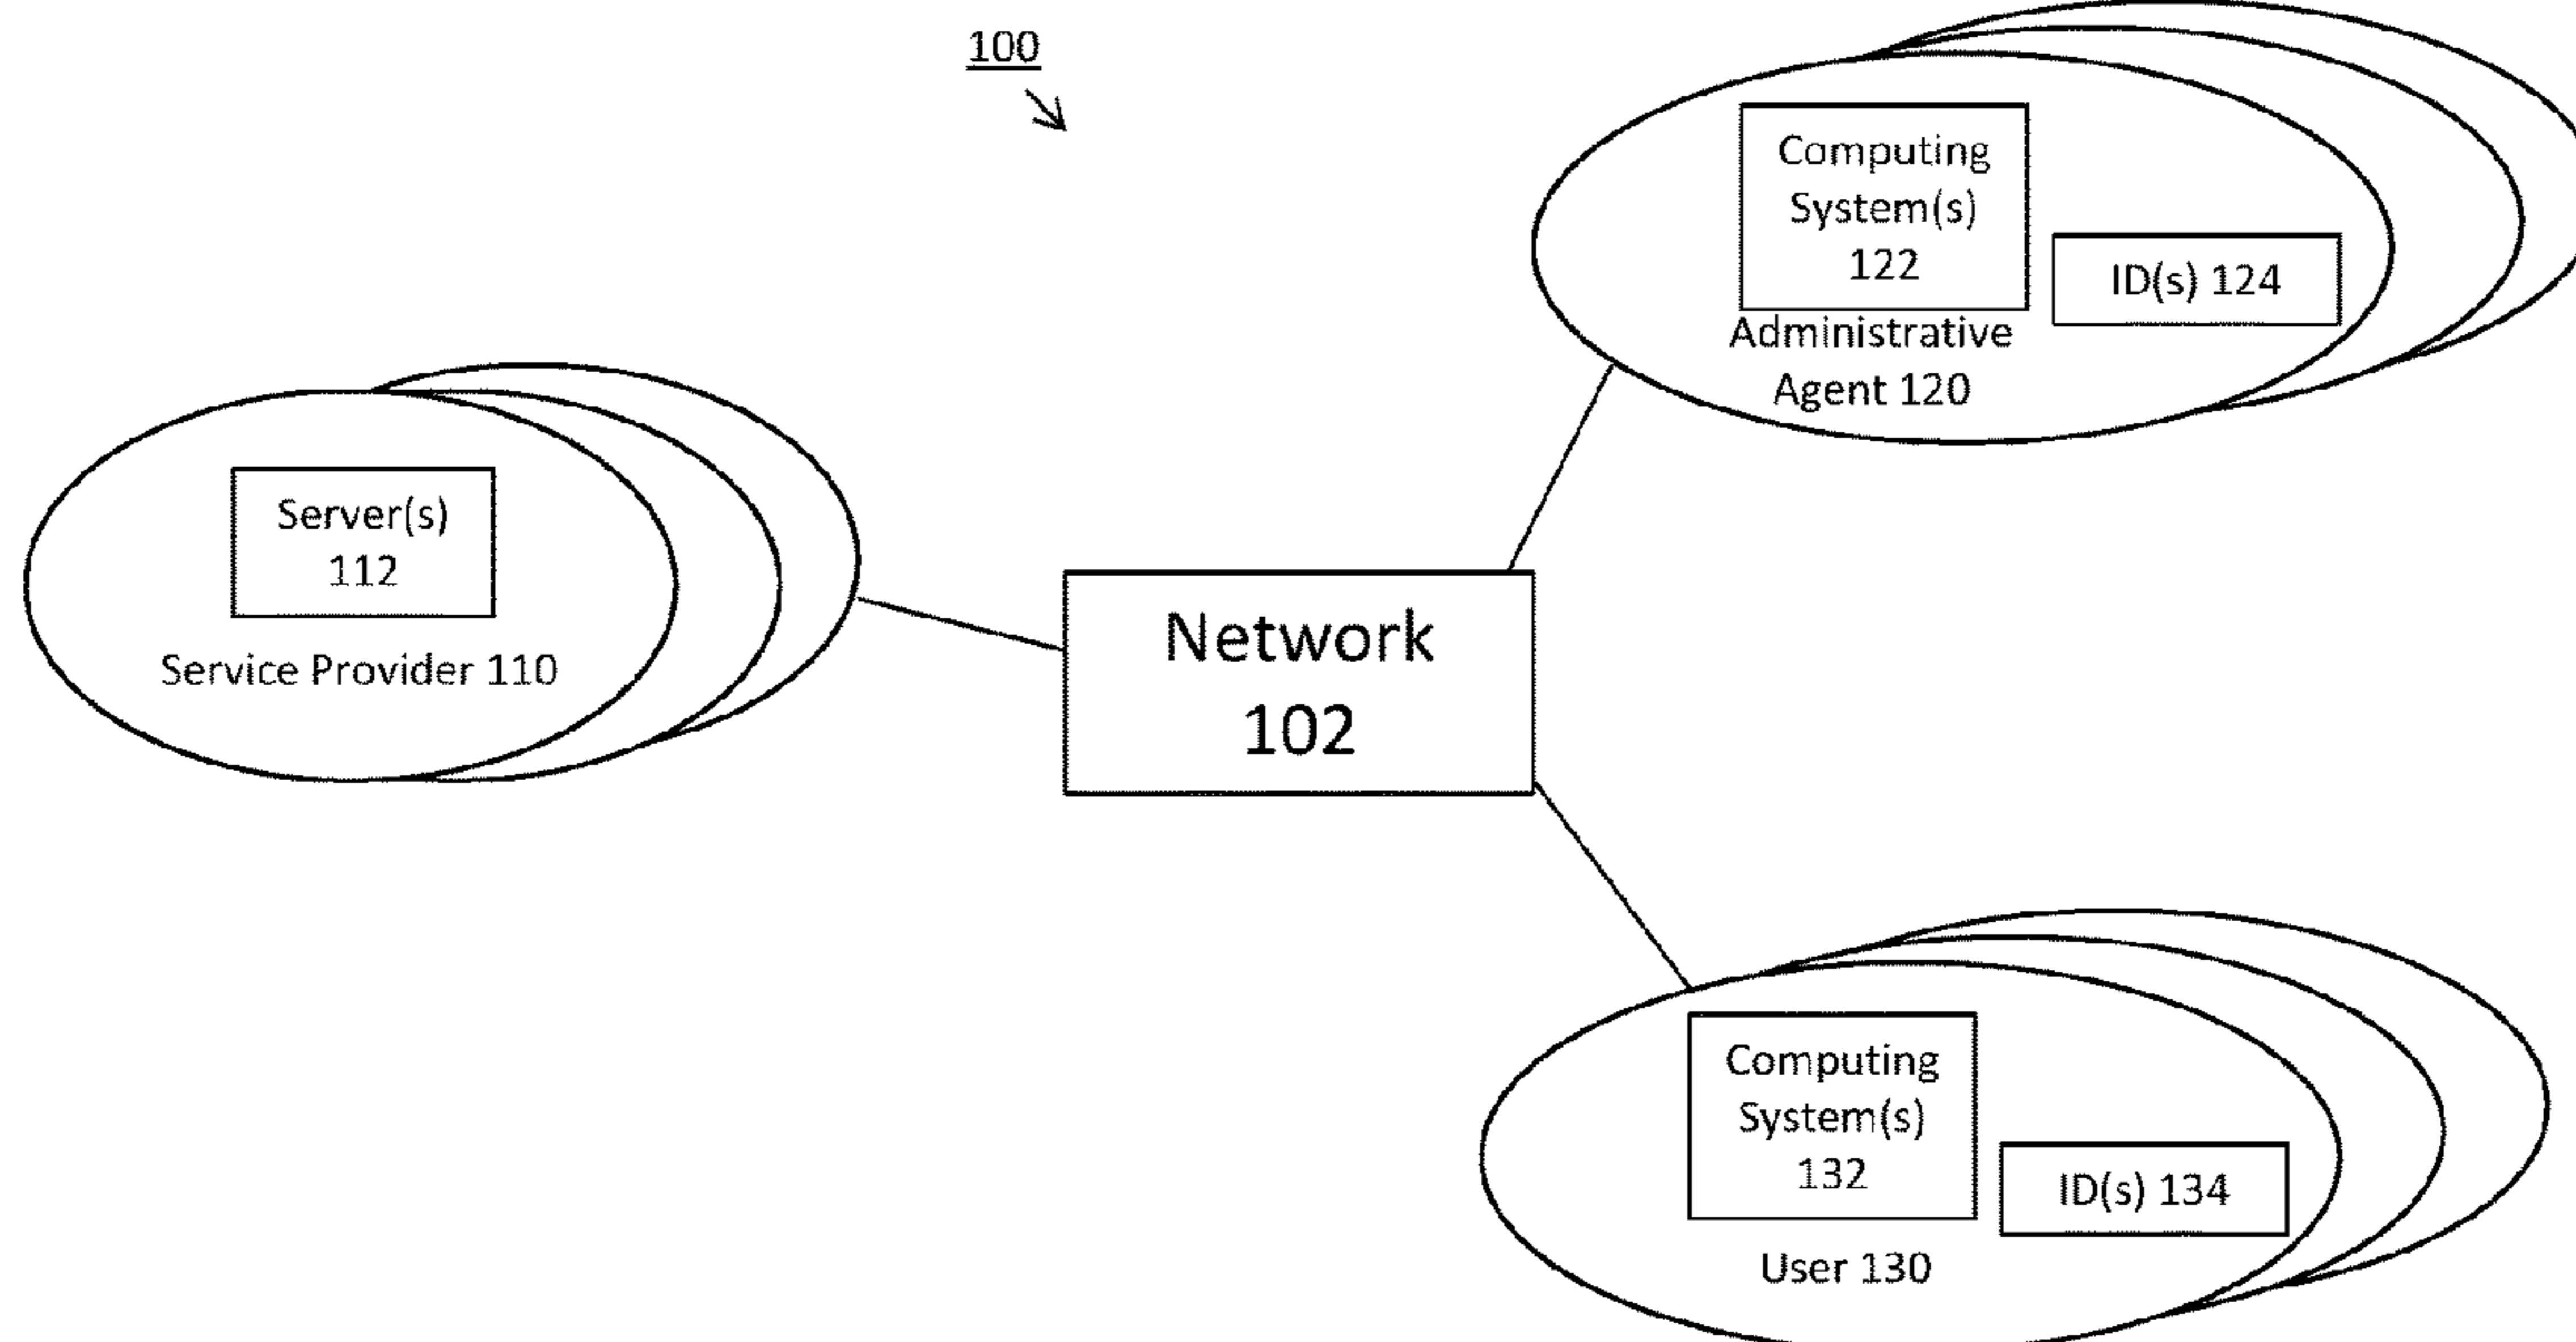 100
Computing
System(s)
122
ID(s) 124
Administrative
Agent 120
Server(s)
112
Service Provider 110
Network
102
Computing
System(s)
132
ID(s) 134
User 130